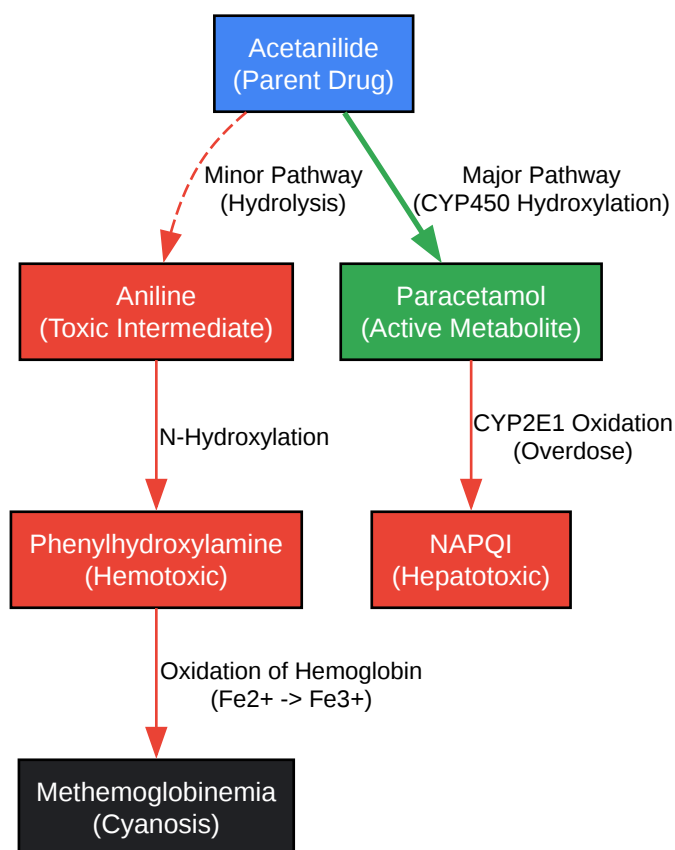 Acetanilide
(Parent Drug)
Minor Pathway
(Hydrolysis)
Major Pathway
(CYP450 Hydroxylation)
Aniline
(Toxic Intermediate)
Paracetamol
(Active Metabolite)
N-Hydroxylation
CYP2E1 Oxidation
(Overdose)
Phenylhydroxylamine
(Hemotoxic)
NAPQI
(Hepatotoxic)
Oxidation of Hemoglobin
(Fe2+ -> Fe3+)
Methemoglobinemia
(Cyanosis)